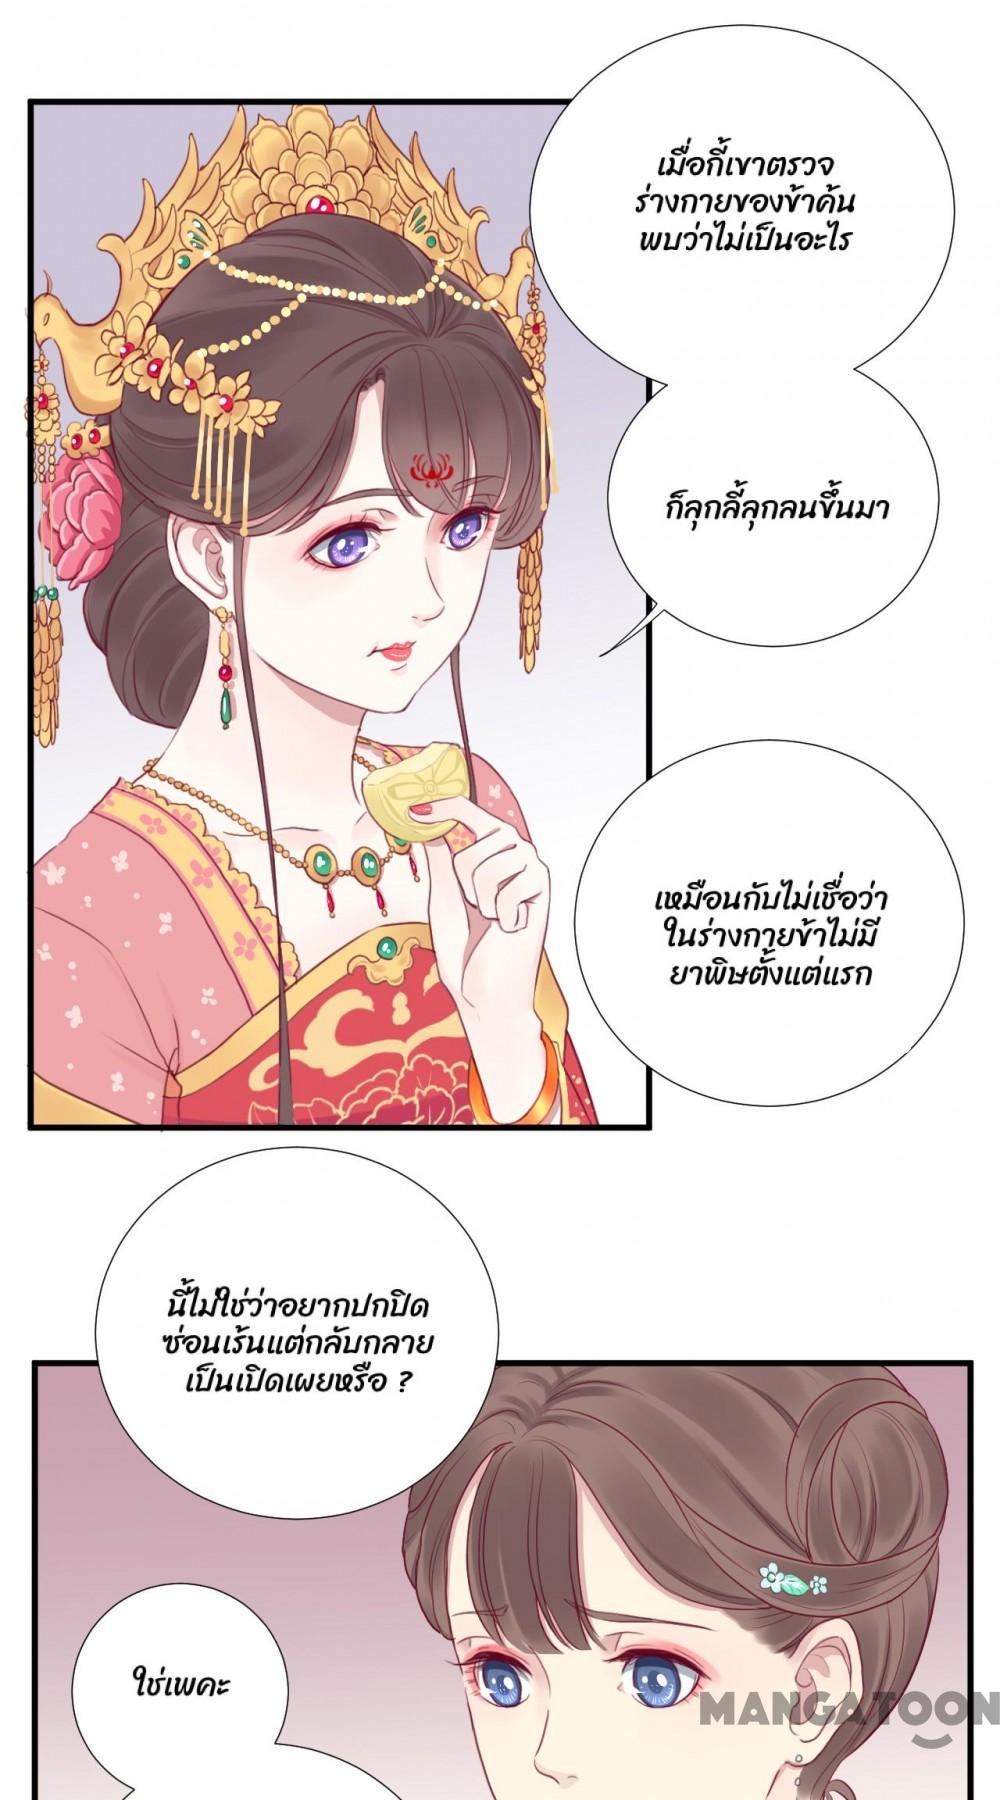 เมื่อกี้เขาตรวจ
ร่างกายของข้าค้น
พบว่าไม่เป็นอะไร
ก็ลุกลี้ลุกลนขึ้นมา
เหมือนกับไม่เชื่อว่า
ในร่างกายข้าไม่มี
ยาพิษตั้งแต่แรก
นี้ไม่ใช่ว่าอยากปกปิด
ซ่อนเร้นแต่กลับกลาย
เป็นเปิดเผยหรือ ?
ใช่เพคะ
MANGATOON